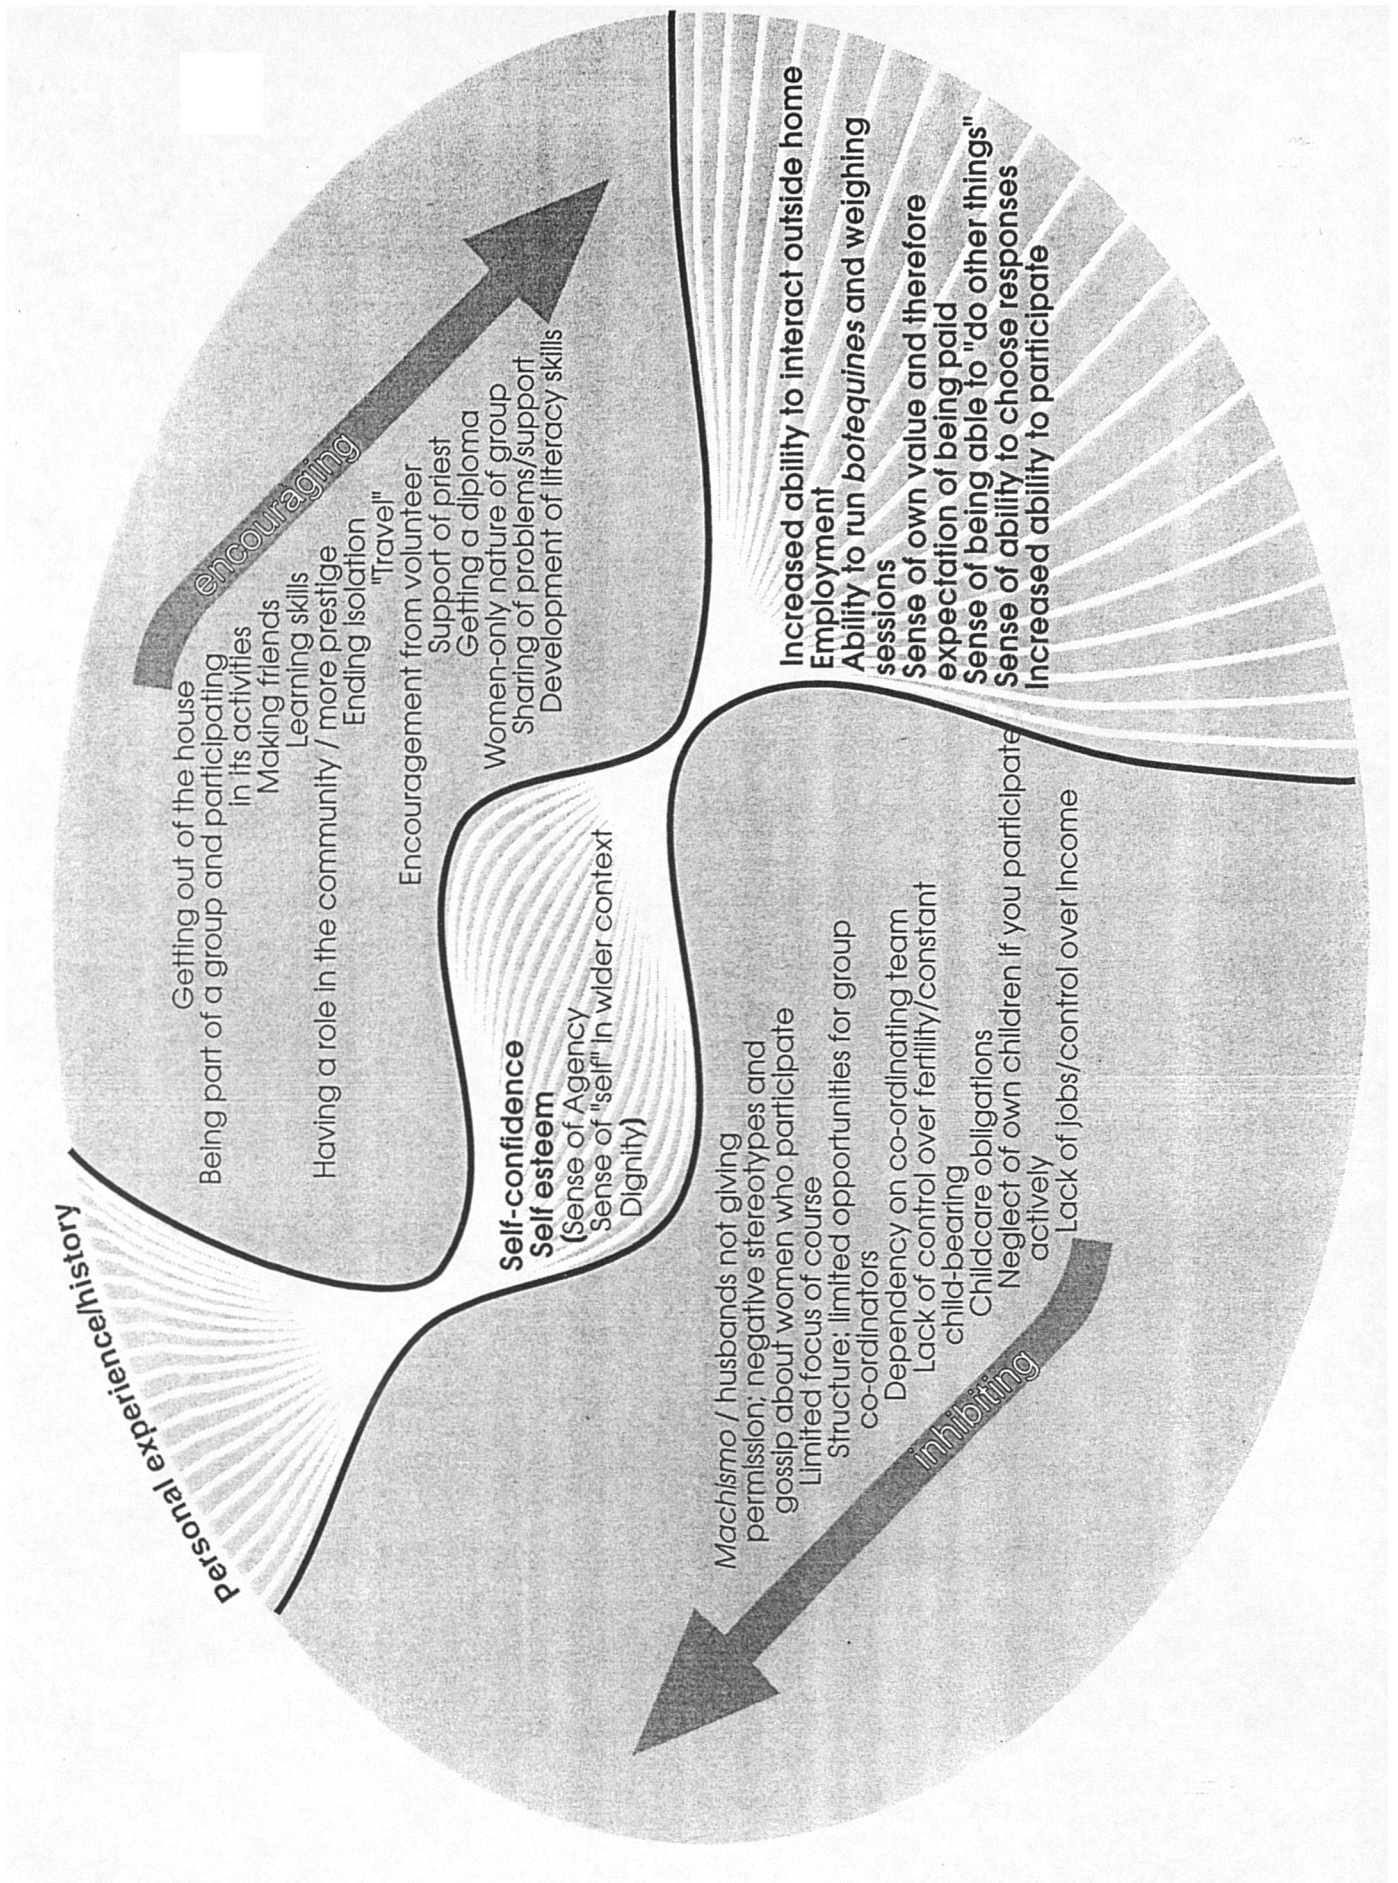 Personal experience/history
encouraging
Getting out of the house
Being part of a group and participating
in its activities
Making friends
Learning skills
Having a role in the community / more prestige
Ending isolation
"Travel"
Encouragement from volunteer
Support of priest
Getting a diploma
Women-only nature of group
Sharing of problems/support
Development of literacy skills
Self-confidence
Self esteem
(Sense of Agency
Sense of "self" in wider context
Dignity)
Machismo / husbands not giving
permission; negative stereotypes and
gossip about women who participate
Limited focus of course
Structure; limited opportunities for group
co-ordinators
Dependency on co-ordinating team
Lack of control over fertility/constant
child-bearing
Childcare obligations
Neglect of own children if you participate
actively
Lack of jobs/control over income
inhibiting
Increased ability to interact outside home
Employment
Ability to run botequines and weighing
sessions
Sense of own value and therefore
expectation of being paid
Sense of being able to "do other things"
Sense of ability to choose responses
Increased ability to participate